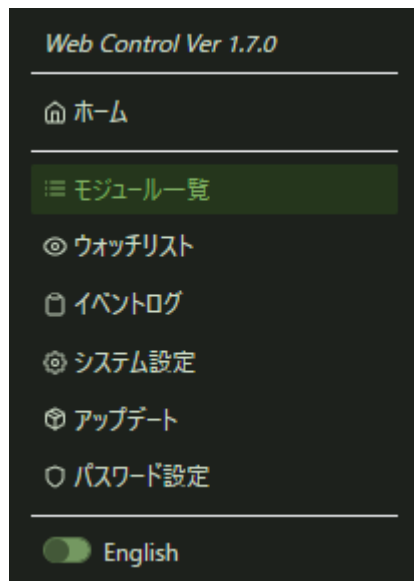 Web Control Ver 1.7.0
ホーム
モジュール一覧
ウォッチリスト
イベントログ
システム設定
アップデート
パスワード設定
English